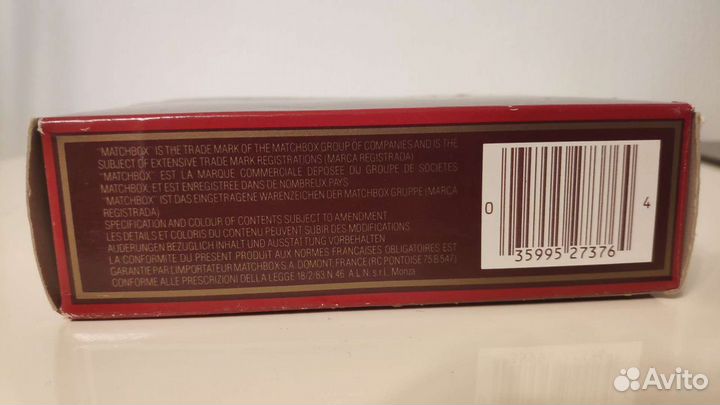 "MATCHBOX" IS THE TRADE MARK OF THE MATCHBOX GROUP OF COMPANIES AND IS THE
SUBJECT OF EXTENSIVE TRADE MARK REGISTRATIONS (MARCA REGISTRADA)
"MATCHBOX" EST LA MARQUE COMMERCIALE DEPOSEE DU GROUPE DE SOCIETES
MATCHBOX, ET EST ENREGISTREE DANS DE NOMBREUX PAYS
"MATCHBOX" IST DAS EINGETRAGENE WARENZEICHEN DER MATCHBOX GRUPPE (MARCA
REGISTRADA)
SPECIFICATION AND COLOUR OF CONTENTS SUBJECT TO AMENDMENT
LES DETAILS ET COLORIS DU CONTENU PEUVENT SUBIR DES MODIFICATIONS
AUDERUNGEN BEZUGLICH INHALT UND AUSSTATTUNG VORBEHALTEN
LA CONFORMITE DU PRESENT PRODUIT AUX NORMES FRANÇAISES OBLIGATOIRES EST
GARANTIE PAR L'IMPORTATEUR MATCHBOX S.A. DOMONT, FRANCE (RC PONTOISE 75 B 547)
CONFORME ALLE PRESCRIZIONI DELLA LEGGE 18/2/83 N 46 A.L.N. s.r.l., Monza
0 35995 27376 4
Avito